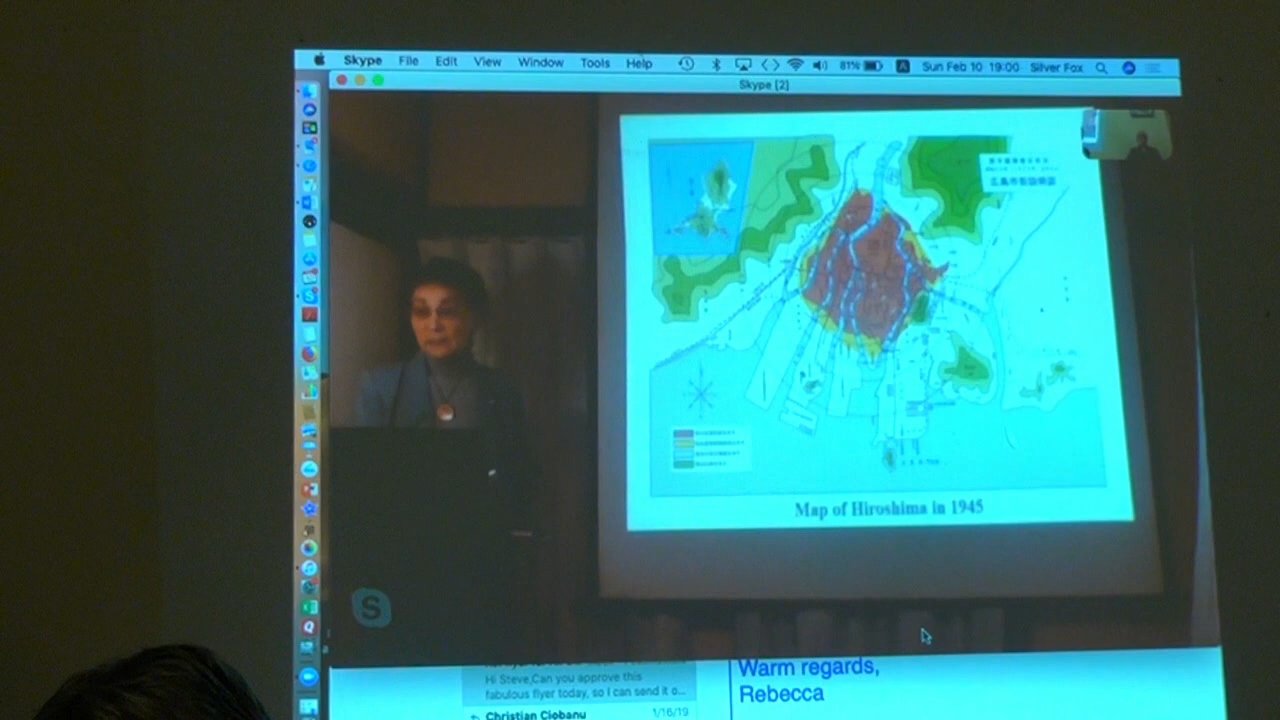 Skype File Edit View Window Tools Help 81% A Sun Feb 10 19:00 Silver Fox
Skype [2]
Map of Hiroshima in 1945
S
Hi Steve,Can you approve this
fabulous flyer today, so I can send it o...
Christian Ciobanu 1/16/19
Warm regards,
Rebecca